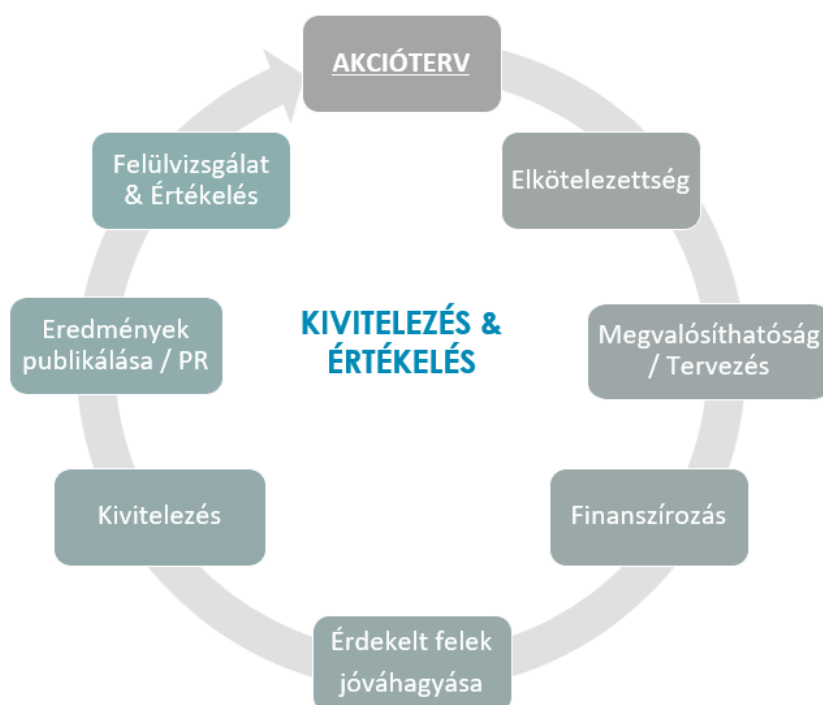 AKCIÓTERV
Elkötelezettség
Megvalósíthatóság
/ Tervezés
Finanszírozás
Érdekelt felek
jóváhagyása
Kivitelezés
Eredmények
publikálása / PR
Felülvizsgálat
& Értékelés
KIVITELEZÉS &
ÉRTÉKELÉS